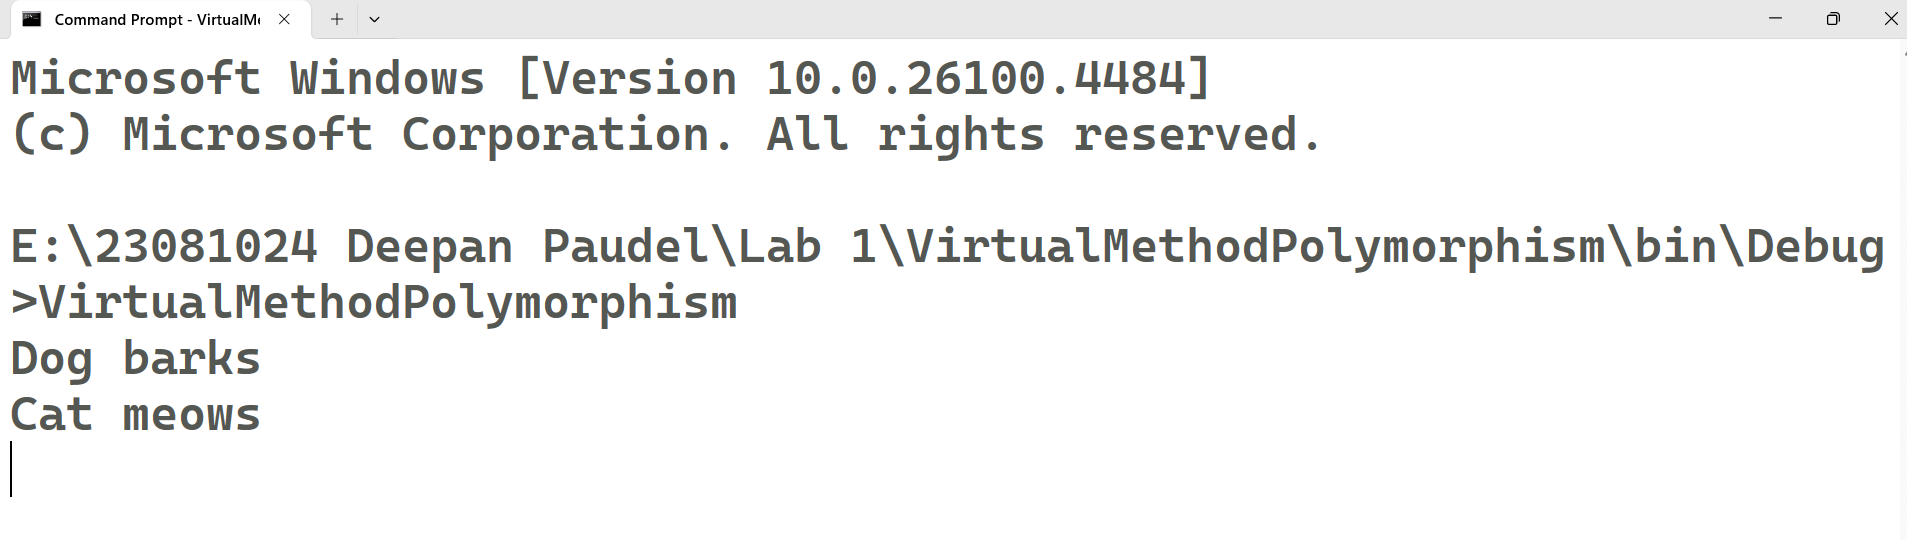 Command Prompt - VirtualMe
Microsoft Windows [Version 10.0.26100.4484]
(c) Microsoft Corporation. All rights reserved.
E:\23081024 Deepan Paudel\Lab 1\VirtualMethodPolymorphism\bin\Debug
>VirtualMethodPolymorphism
Dog barks
Cat meows